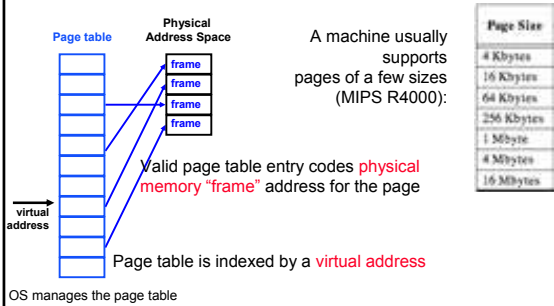 Page table
Physical
Address Space
frame
frame
frame
frame
virtual
address
A machine usually
supports
pages of a few sizes
(MIPS R4000):
Page Size
4 Kbytes
16 Kbytes
64 Kbytes
256 Kbytes
1 Mbyte
4 Mbytes
16 Mbytes
Valid page table entry codes physical
memory “frame” address for the page
Page table is indexed by a virtual address
OS manages the page table